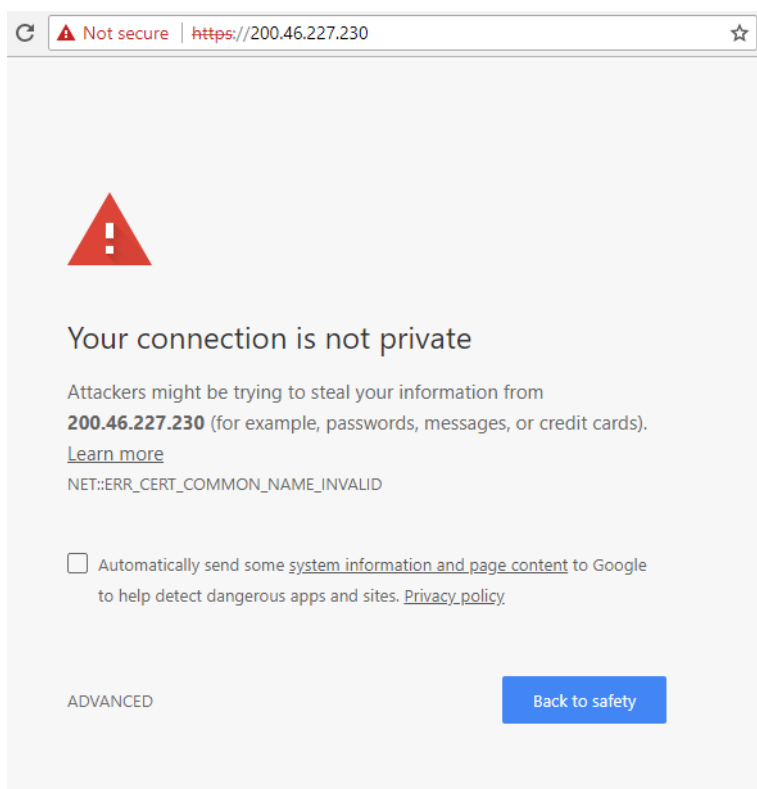 Not secure | https://200.46.227.230
!
Your connection is not private
Attackers might be trying to steal your information from
200.46.227.230 (for example, passwords, messages, or credit cards).
Learn more
NET::ERR_CERT_COMMON_NAME_INVALID
Automatically send some system information and page content to Google
to help detect dangerous apps and sites. Privacy policy
ADVANCED
Back to safety